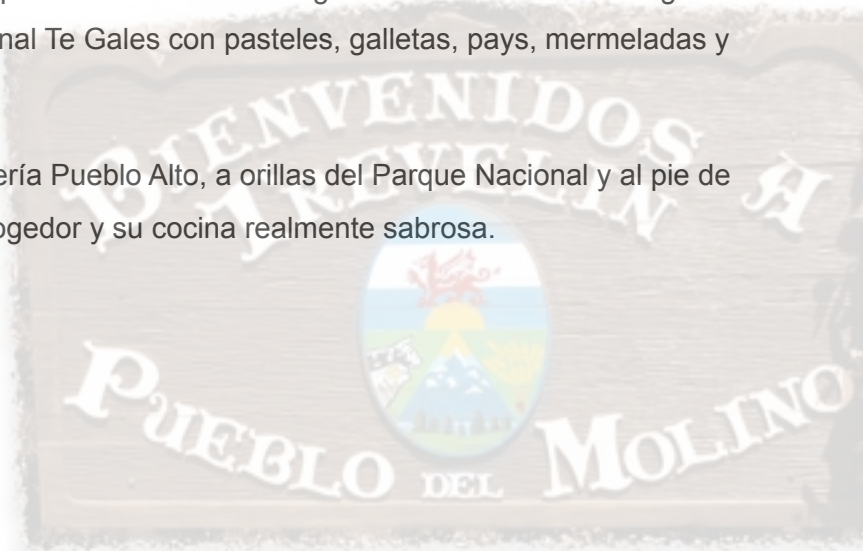 nal Te Gales con pasteles, galletas, pays, mermeladas y
ería Pueblo Alto, a orillas del Parque Nacional y al pie de
ogedor y su cocina realmente sabrosa.
BIENVENIDOS A
TREVELIN
PUEBLO DEL MOLINO